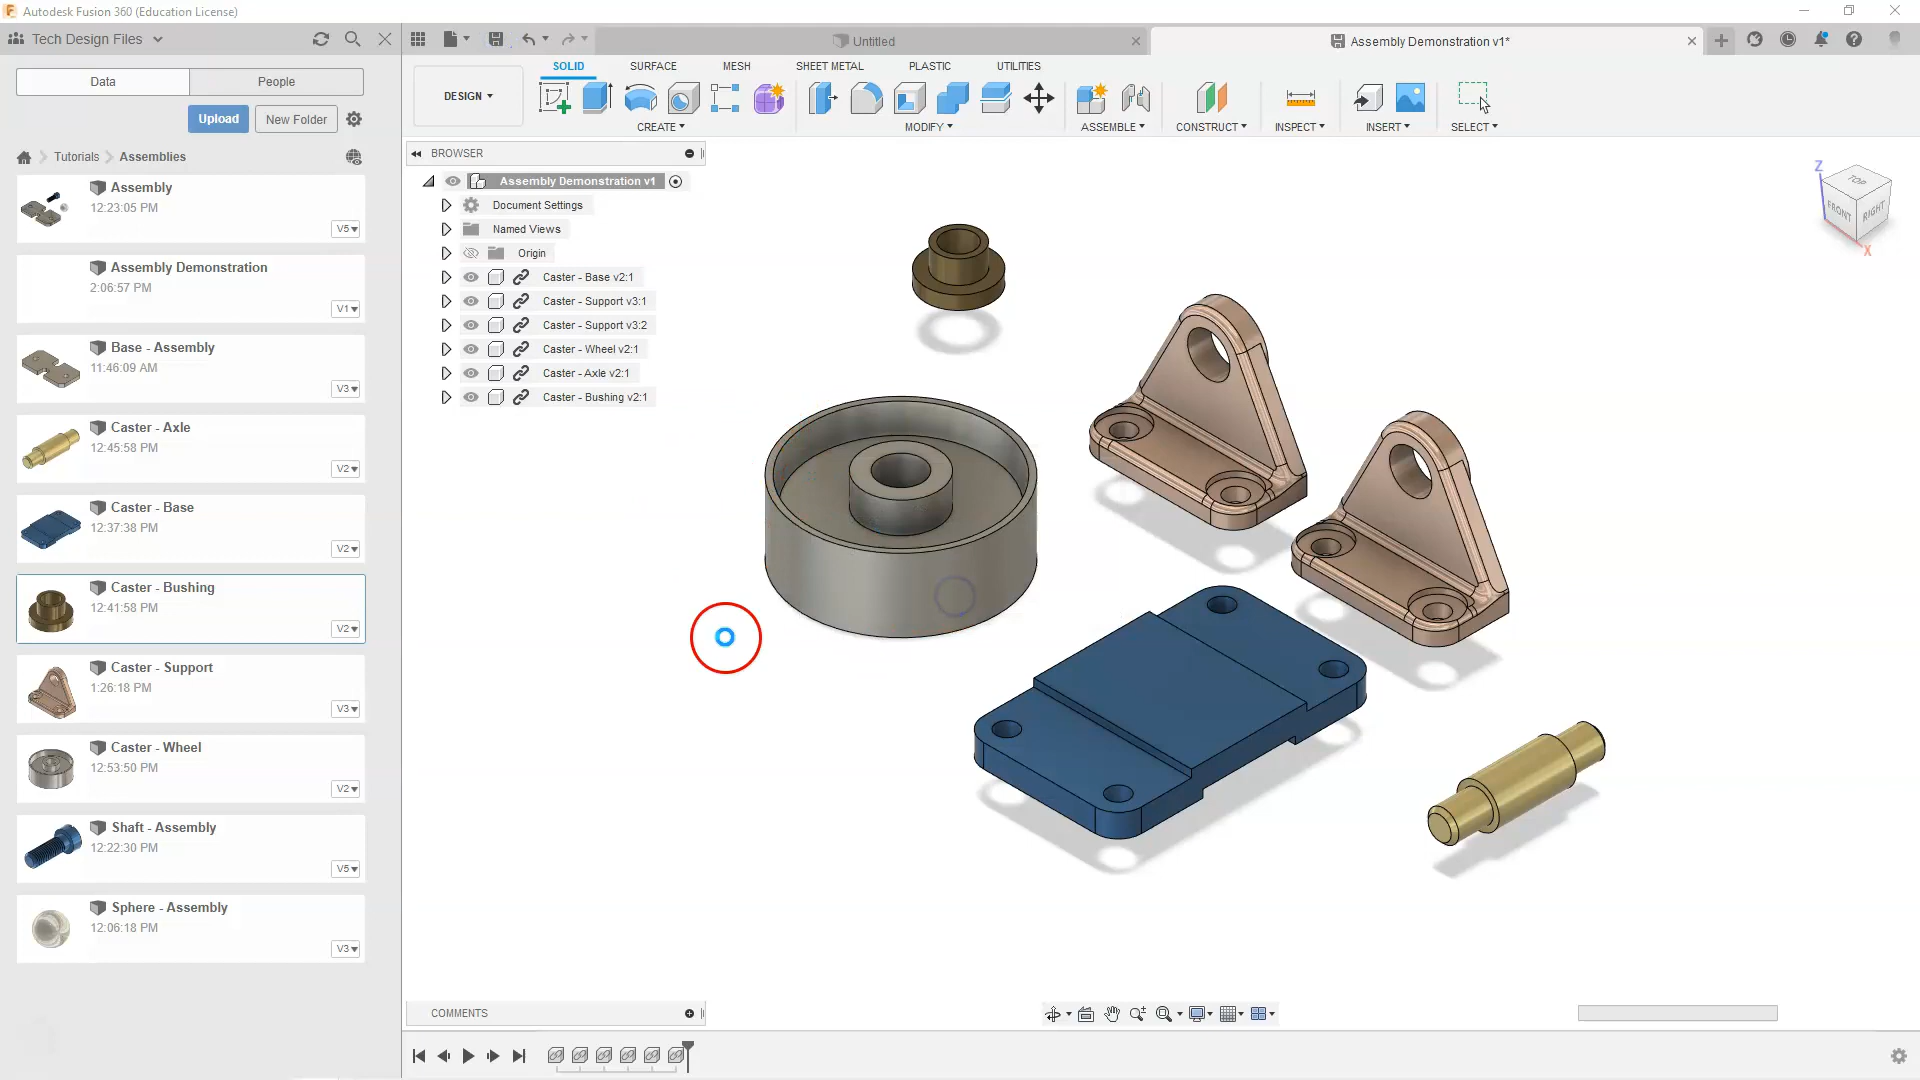 Autodesk Fusion 360 (Education License)
Tech Design Files
Untitled
Assembly Demonstration v1*
Data
People
Upload
New Folder
Tutorials
Assemblies
Assembly
12:23:05 PM
V5
Assembly Demonstration
2:06:57 PM
V1
Base - Assembly
11:46:09 AM
V3
Caster - Axle
12:45:58 PM
V2
Caster - Base
12:37:38 PM
V2
Caster - Bushing
12:41:58 PM
V2
Caster - Support
1:26:18 PM
V3
Caster - Wheel
12:53:50 PM
V2
Shaft - Assembly
12:22:30 PM
V5
Sphere - Assembly
12:06:18 PM
V3
SOLID
SURFACE
MESH
SHEET METAL
PLASTIC
UTILITIES
DESIGN
CREATE
MODIFY
ASSEMBLE
CONSTRUCT
INSPECT
INSERT
SELECT
BROWSER
Assembly Demonstration v1
Document Settings
Named Views
Origin
Caster - Base v2:1
Caster - Support v3:1
Caster - Support v3:2
Caster - Wheel v2:1
Caster - Axle v2:1
Caster - Bushing v2:1
Z
TOP
FRONT
RIGHT
X
COMMENTS